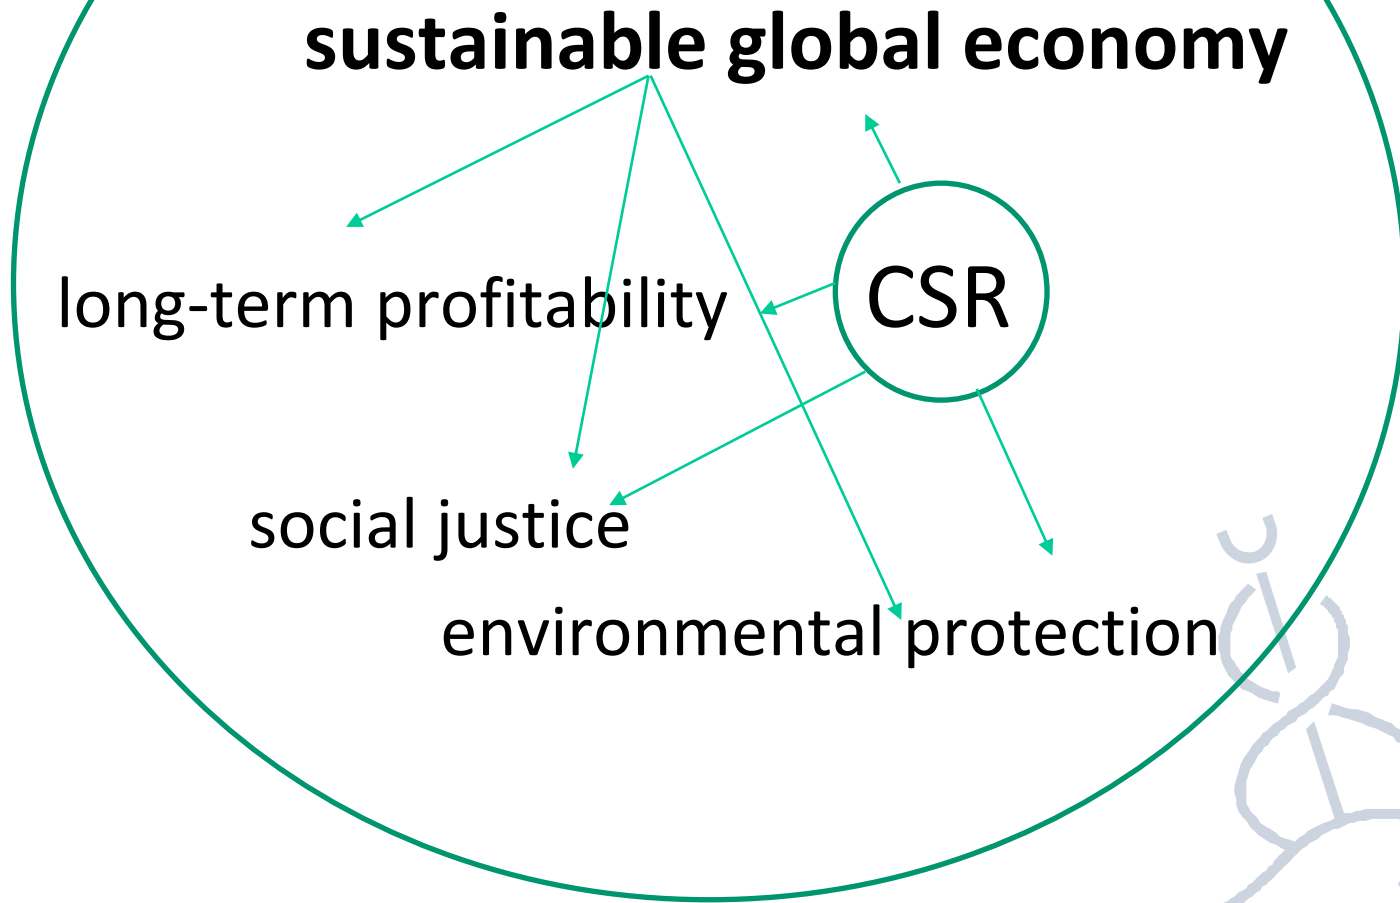 sustainable global economy
long-term profitability
CSR
social justice
environmental protection